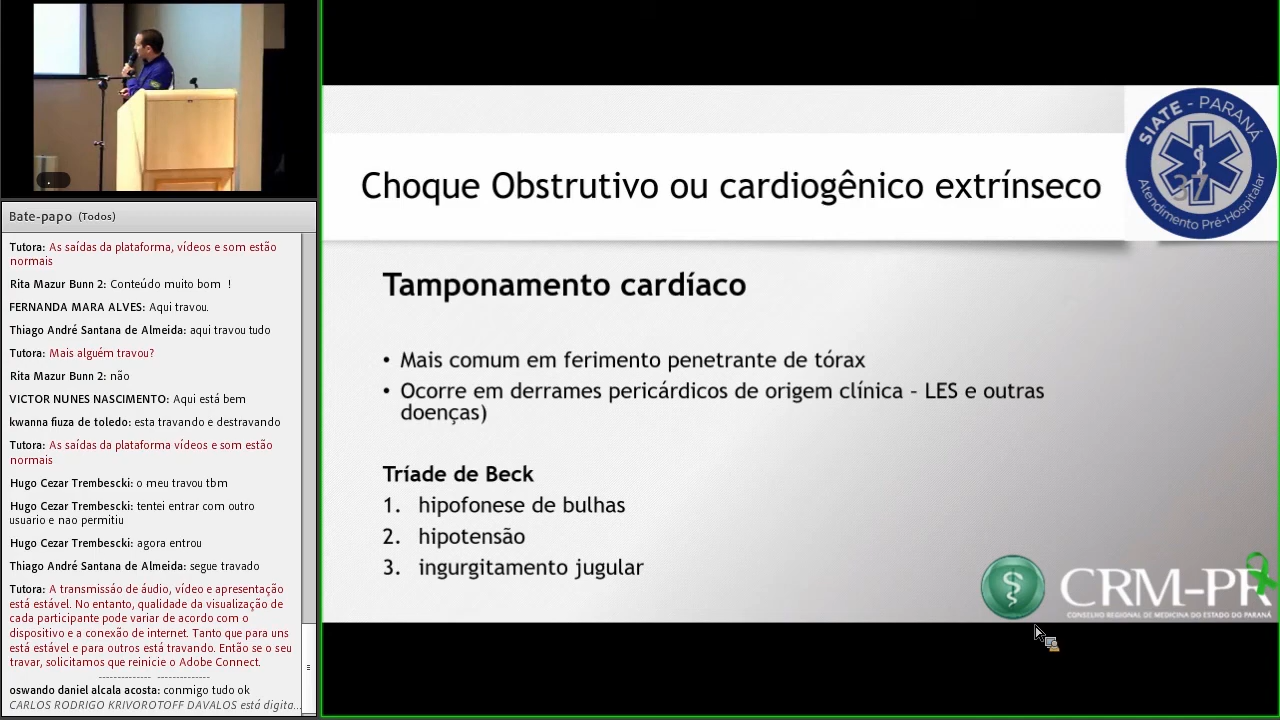 Bate-papo (Todos)
Tutora: As saídas da plataforma, vídeos e som estão
normais
Rita Mazur Bunn 2: Conteúdo muito bom !
FERNANDA MARA ALVES: Aqui travou.
Thiago André Santana de Almeida: aqui travou tudo
Tutora: Mais alguém travou?
Rita Mazur Bunn 2: não
VICTOR NUNES NASCIMENTO: Aqui está bem
kwanna fiuza de toledo: esta travando e destravando
Tutora: As saídas da plataforma vídeos e som estão
normais
Hugo Cezar Trembescki: o meu travou tbm
Hugo Cezar Trembescki: tentei entrar com outro
usuario e nao permitiu
Hugo Cezar Trembescki: agora entrou
Thiago André Santana de Almeida: segue travado
Tutora: A transmissão de áudio, vídeo e apresentação
está estável. No entanto, qualidade da visualização de
cada participante pode variar de acordo com o
dispositivo e a conexão de internet. Tanto que para uns
está estável e para outros está travando. Então se o seu
travar, solicitamos que reinicie o Adobe Connect.
-------------- --------------
oswando daniel alcala acosta: conmigo tudo ok
CARLOS RODRIGO KRIVOROTOFF DAVALOS está digita...
Choque Obstrutivo ou cardiogênico extrínseco
SIATE - PARANÁ
37
Atendimento Pré-Hospitalar
Tamponamento cardíaco
• Mais comum em ferimento penetrante de tórax
• Ocorre em derrames pericárdicos de origem clínica – LES e outras
doenças)
Tríade de Beck
1. hipofonese de bulhas
2. hipotensão
3. ingurgitamento jugular
CRM-PR
CONSELHO REGIONAL DE MEDICINA DO ESTADO DO PARANÁ